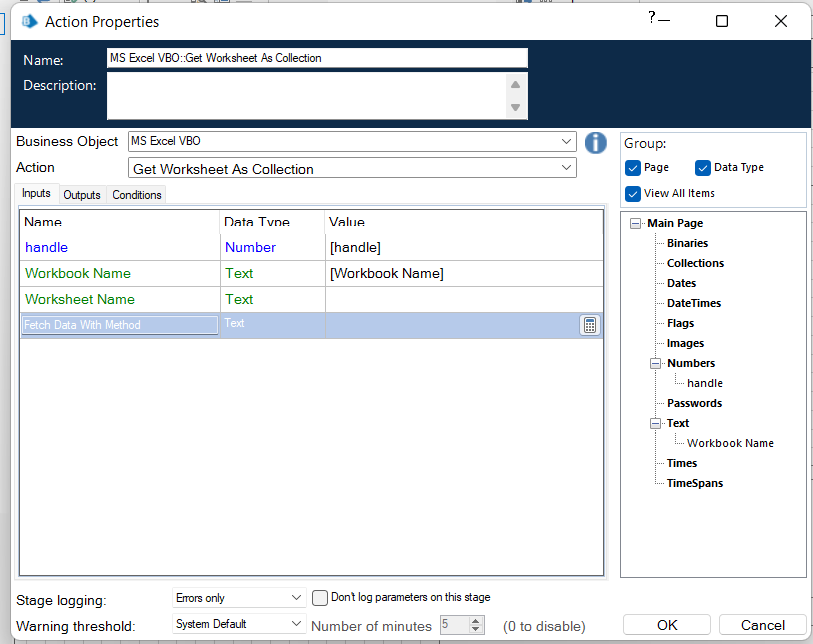 Action Properties
?
Name:
MS Excel VBO::Get Worksheet As Collection
Description:
Business Object
MS Excel VBO
Action
Get Worksheet As Collection
Inputs
Outputs
Conditions
Name
Data Type
Value
handle
Number
[handle]
Workbook Name
Text
[Workbook Name]
Worksheet Name
Text
Fetch Data With Method
Text
Group:
Page
Data Type
View All Items
Main Page
Binaries
Collections
Dates
DateTimes
Flags
Images
Numbers
handle
Passwords
Text
Workbook Name
Times
TimeSpans
Stage logging:
Errors only
Don't log parameters on this stage
Warning threshold:
System Default
Number of minutes
5
(0 to disable)
OK
Cancel